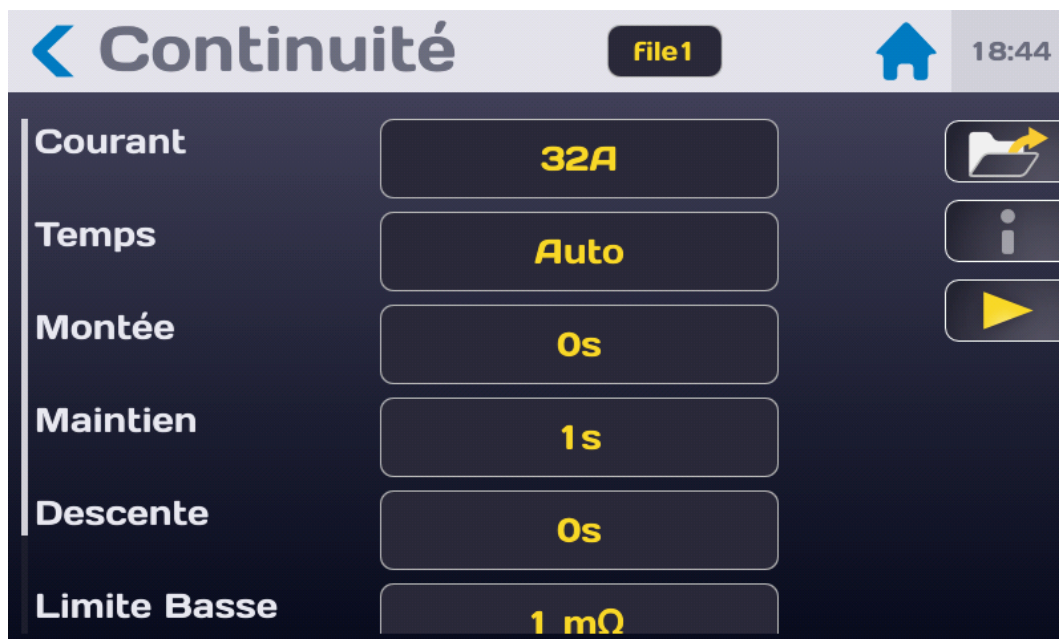 Continuité File1 18:44
Courant 32A
Temps Auto
Montée 0s
Maintien 1s
Descente 0s
Limite Basse 1 mΩ